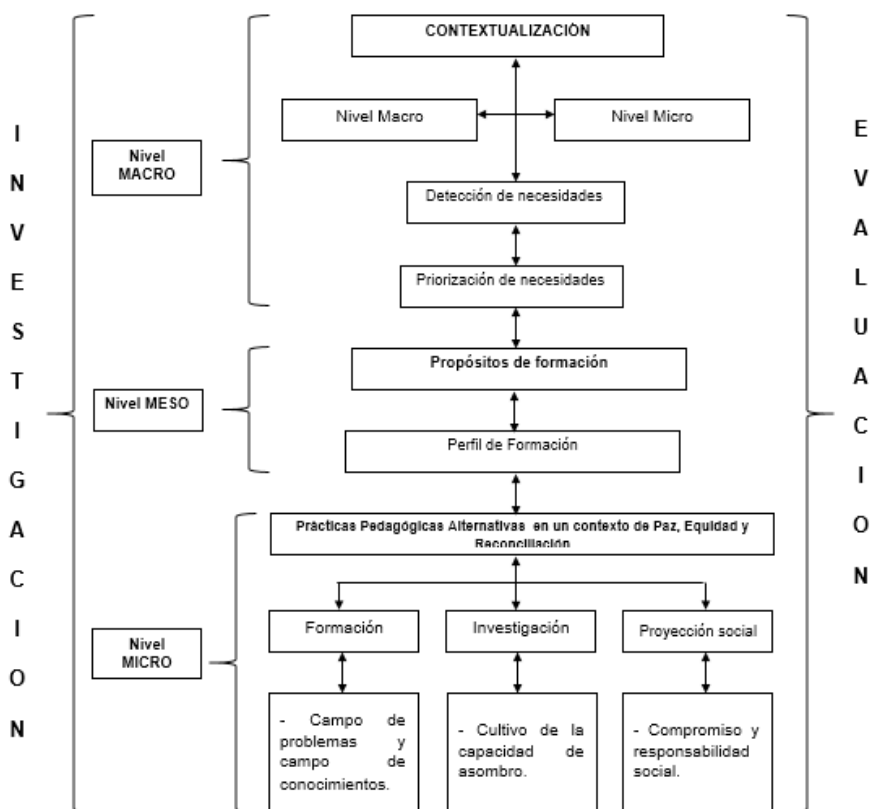 INVESTIGACION
EVALUACION
CONTEXTUALIZACIÓN
Nivel Macro
Nivel Micro
Nivel
MACRO
Detección de necesidades
Priorización de necesidades
Propósitos de formación
Nivel MESO
Perfil de Formación
Prácticas Pedagógicas Alternativas en un contexto de Paz, Equidad y
Reconciliación
Nivel
MICRO
Formación
Investigación
Proyección social
- Campo de
problemas y
campo de
conocimientos.
- Cultivo de la
capacidad de
asombro.
- Compromiso y
responsabilidad
social.